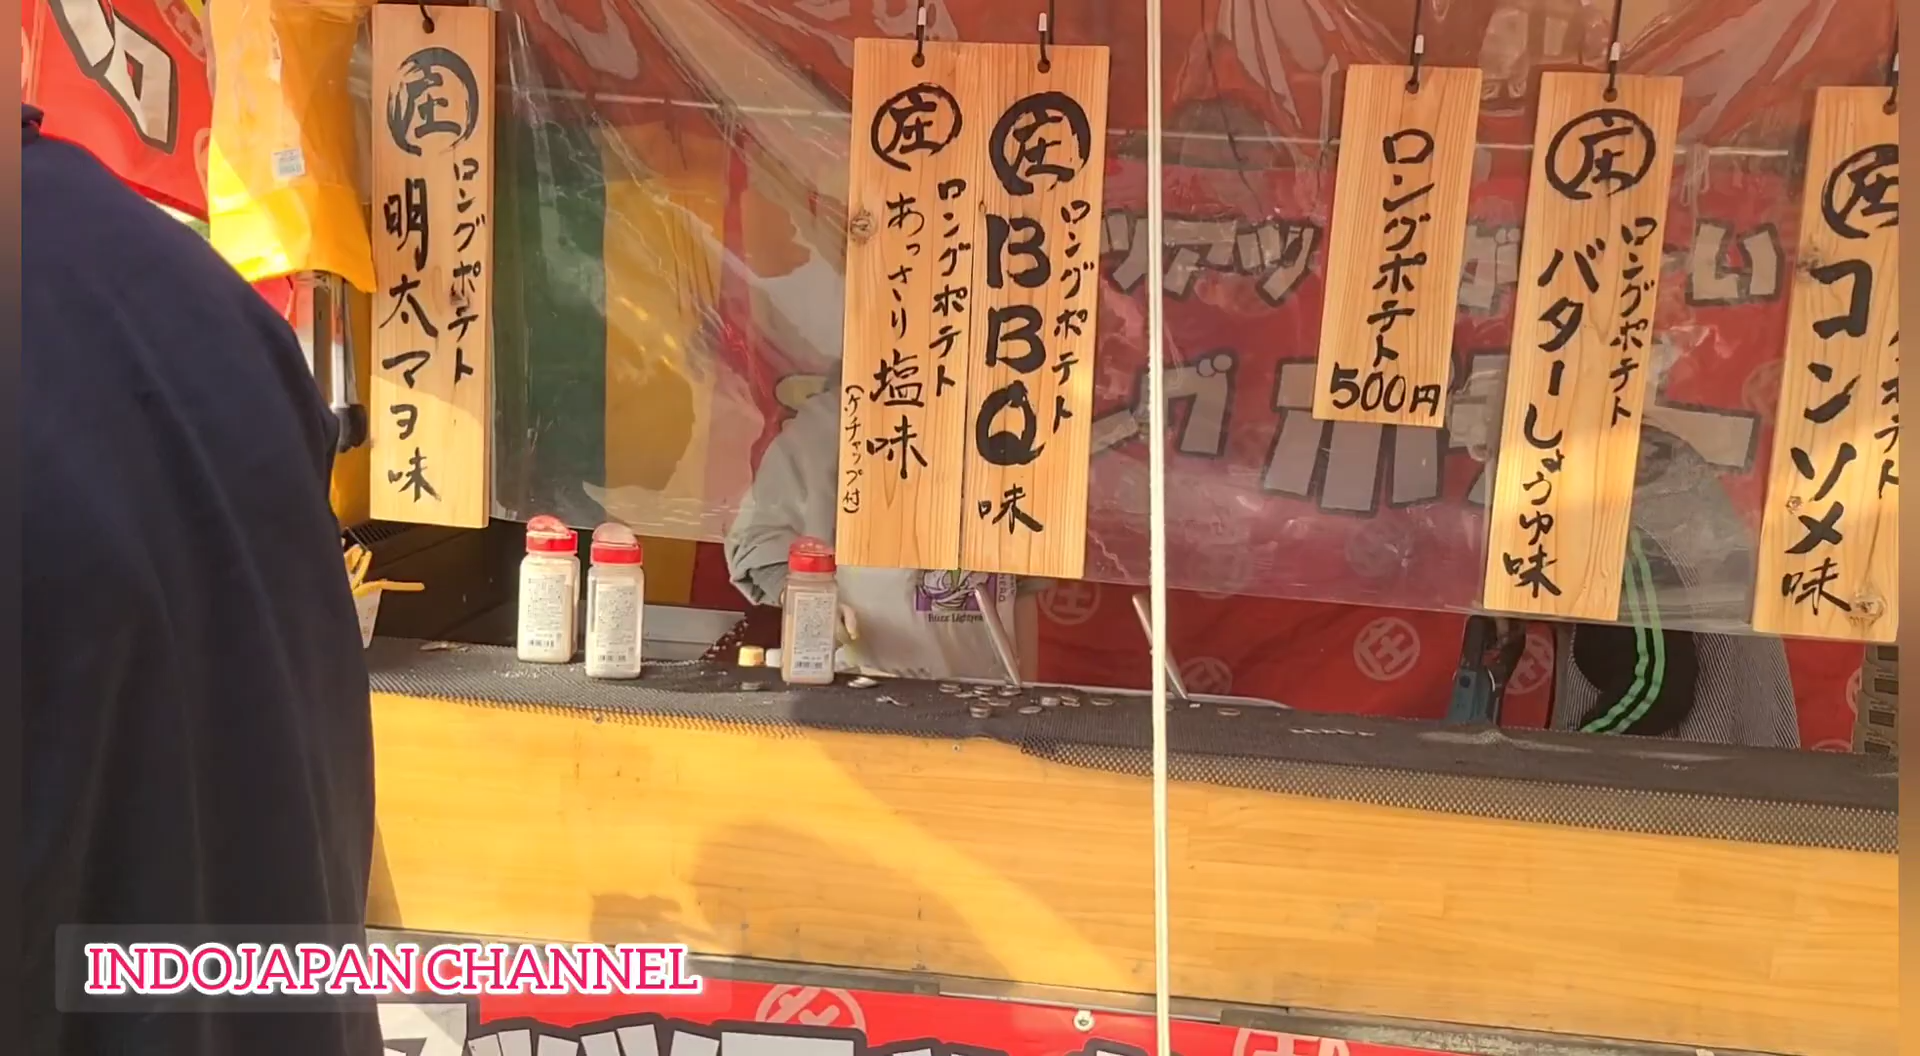 庄
ロングポテト
明太マヨ味
庄
ロングポテト
あっさり塩味
(ケチャップ付)
庄
ロングポテト
BBQ味
ロングポテト
500円
庄
ロングポテト
バターしょうゆ味
庄
コンソメ味
Buzz Lightyea
INDOJAPAN CHANNEL